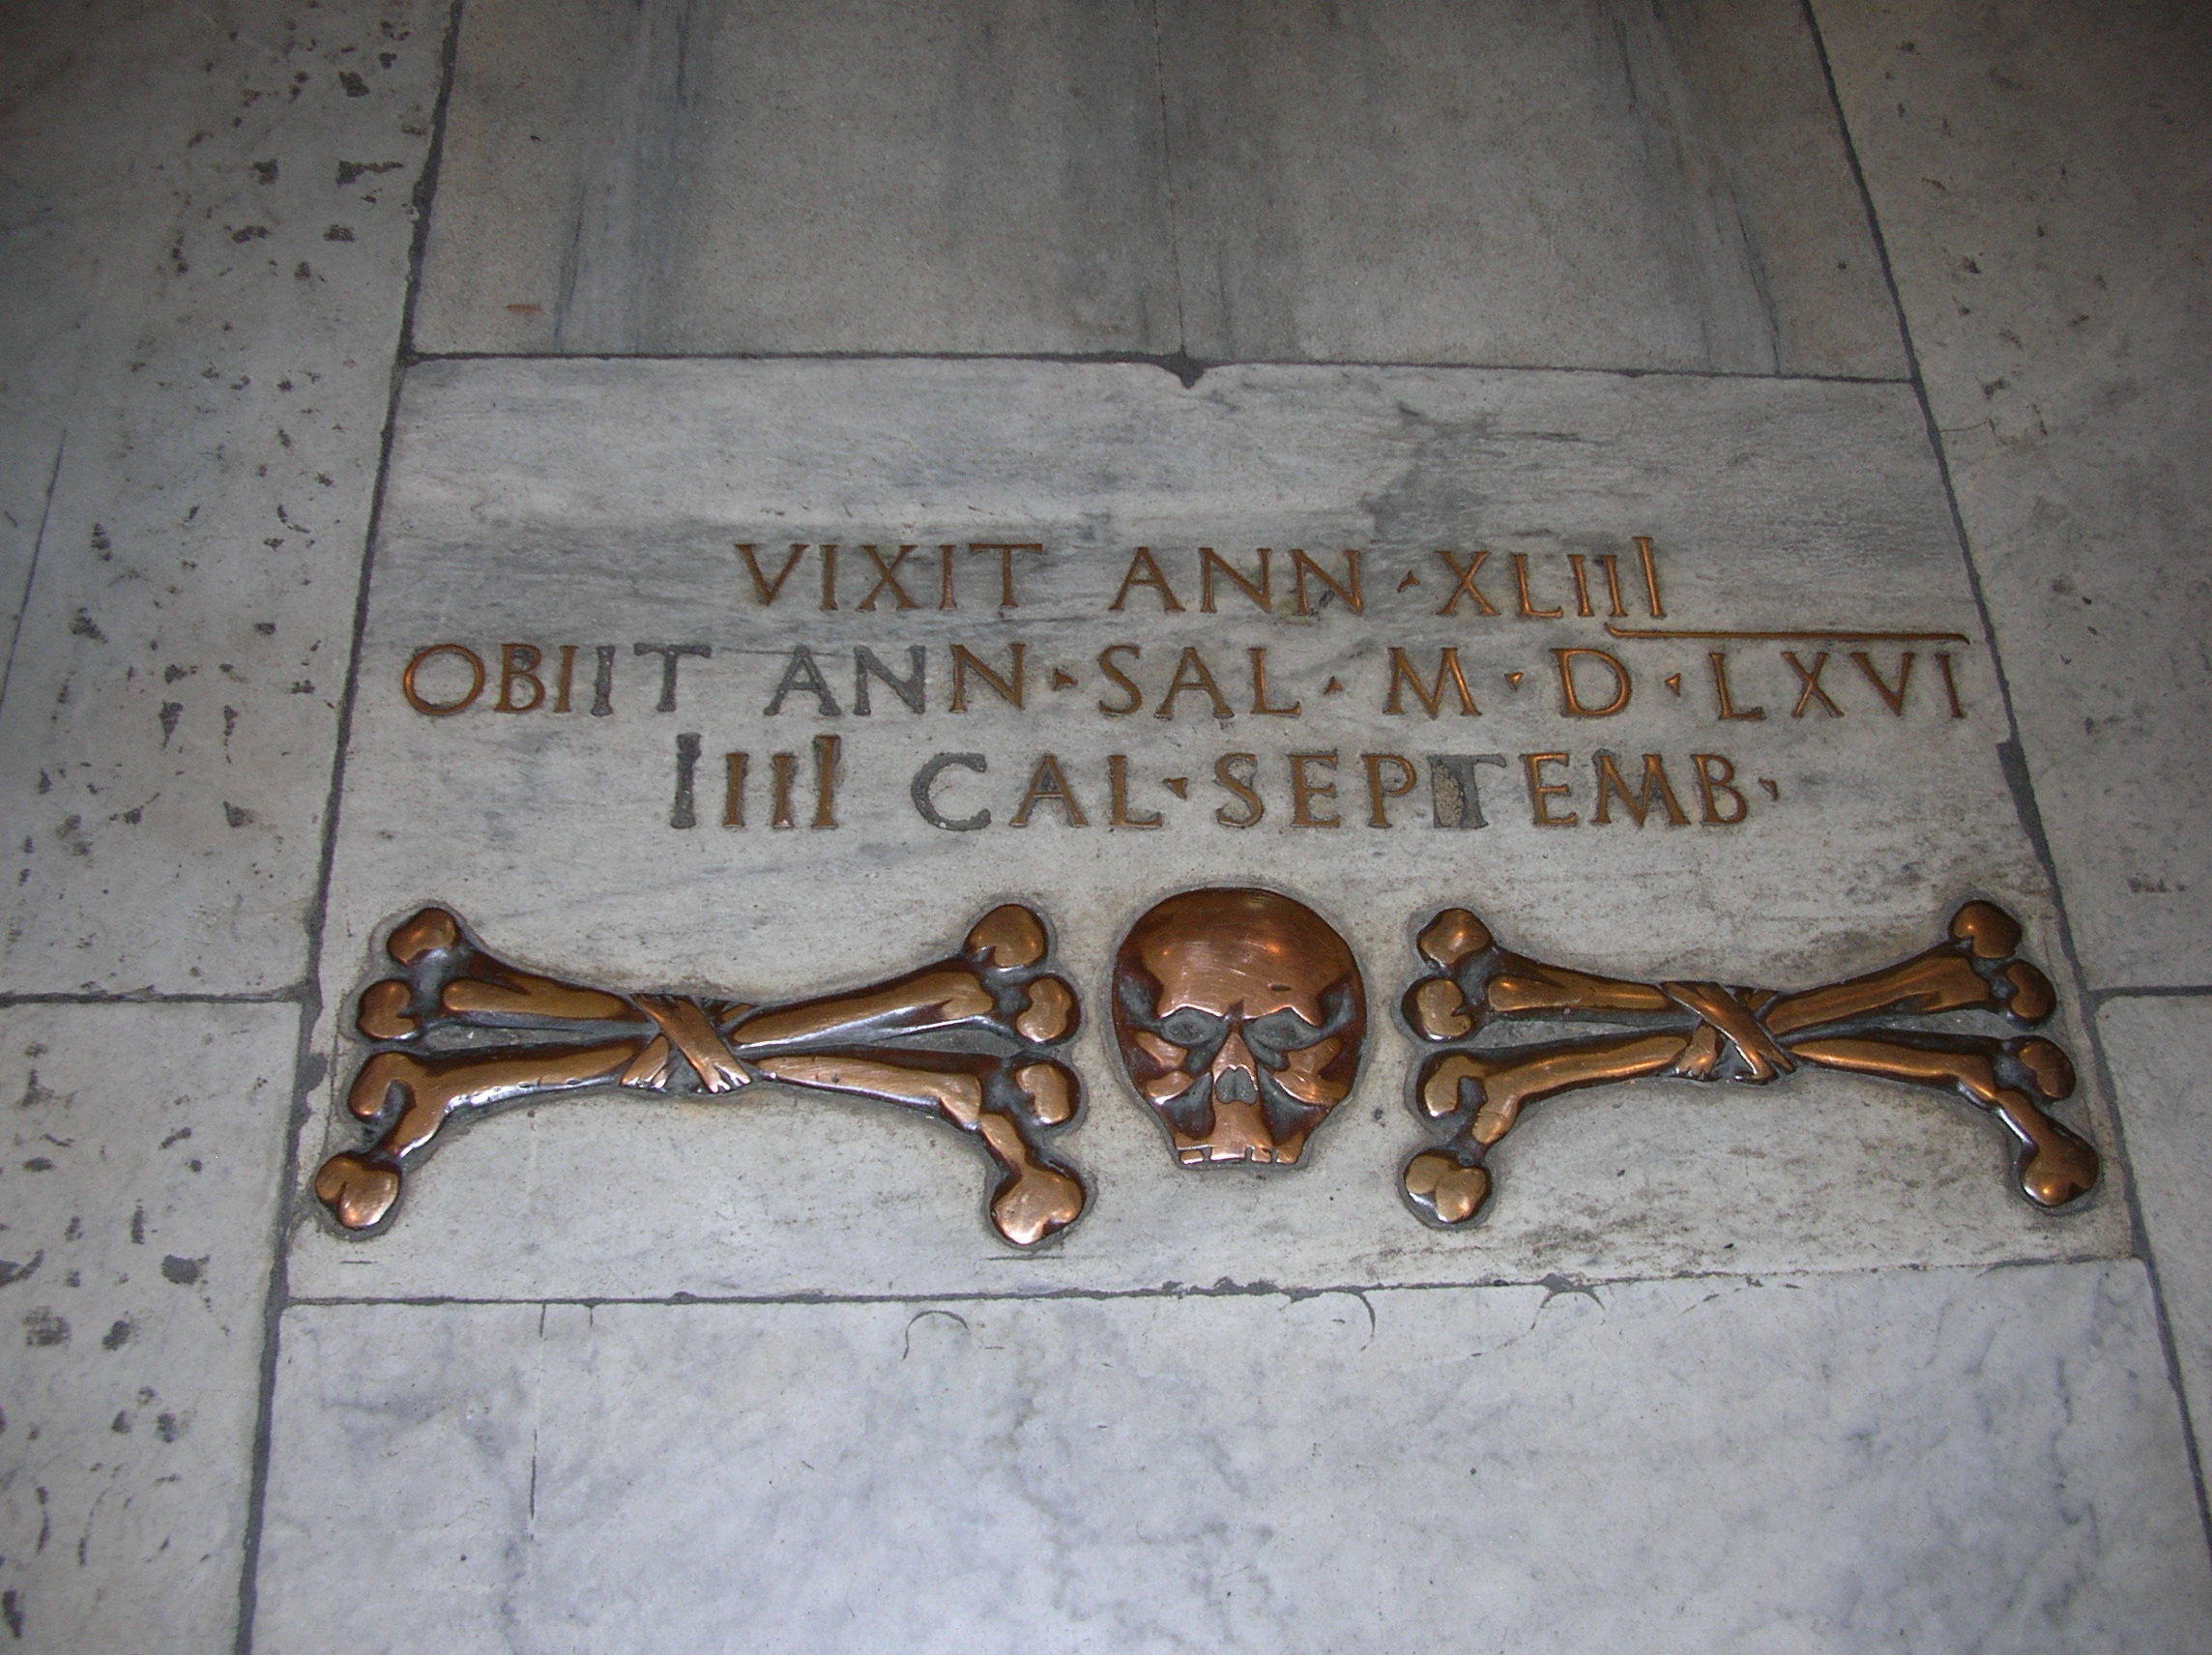 VIXIT ANN · XLIII
OBIIT ANN · SAL · M · D · LXVI
IIII CAL · SEPTEMB ·